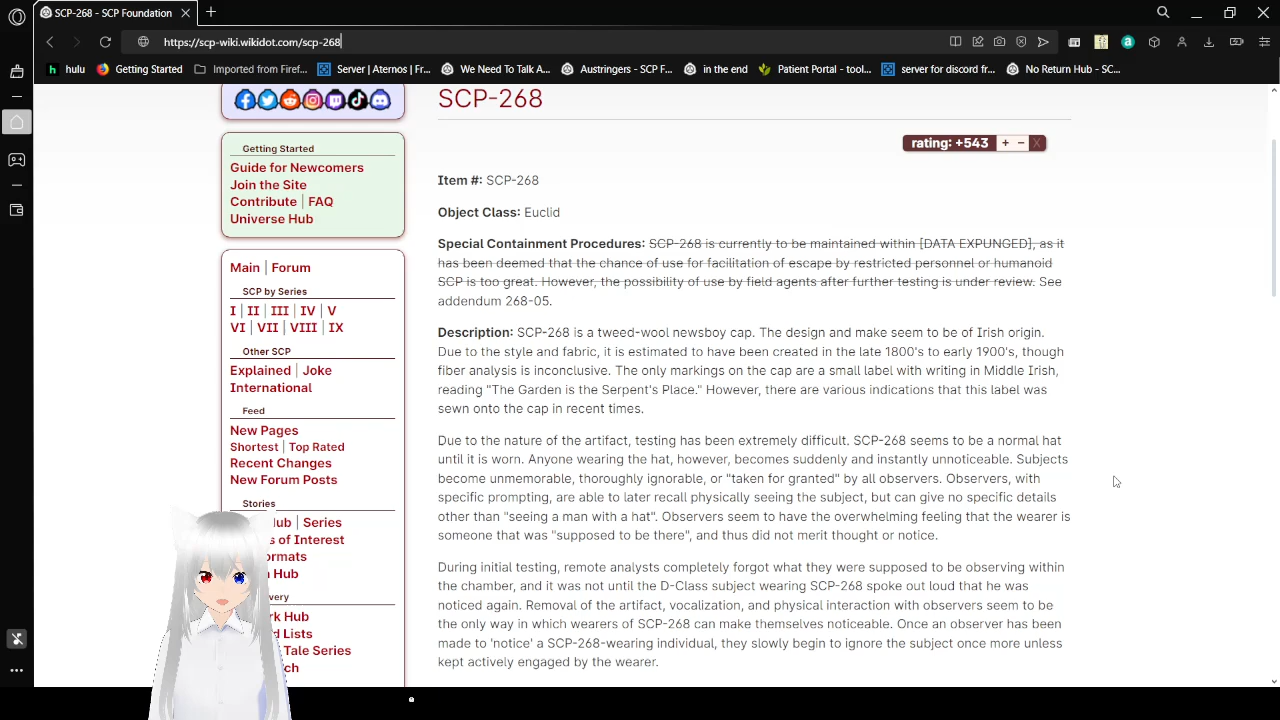 SCP-268 - SCP Foundation
https://scp-wiki.wikidot.com/scp-268
hulu
Getting Started
Imported from Firef...
Server | Aternos | Fr...
We Need To Talk A...
Austringers - SCP F...
in the end
Patient Portal - tool...
server for discord fr...
No Return Hub - SC...
SCP-268
rating: +543 + − X
Getting Started
Guide for Newcomers
Join the Site
Contribute | FAQ
Universe Hub
Main | Forum
SCP by Series
I | II | III | IV | V
VI | VII | VIII | IX
Other SCP
Explained | Joke
International
Feed
New Pages
Shortest | Top Rated
Recent Changes
New Forum Posts
Stories
Series
s of Interest
ormats
Hub
very
rk Hub
d Lists
Tale Series
Item #: SCP-268
Object Class: Euclid
Special Containment Procedures: SCP-268 is currently to be maintained within [DATA EXPUNGED], as it
has been deemed that the chance of use for facilitation of escape by restricted personnel or humanoid
SCP is too great. However, the possibility of use by field agents after further testing is under review. See
addendum 268-05.
Description: SCP-268 is a tweed-wool newsboy cap. The design and make seem to be of Irish origin.
Due to the style and fabric, it is estimated to have been created in the late 1800's to early 1900's, though
fiber analysis is inconclusive. The only markings on the cap are a small label with writing in Middle Irish,
reading "The Garden is the Serpent's Place." However, there are various indications that this label was
sewn onto the cap in recent times.
Due to the nature of the artifact, testing has been extremely difficult. SCP-268 seems to be a normal hat
until it is worn. Anyone wearing the hat, however, becomes suddenly and instantly unnoticeable. Subjects
become unmemorable, thoroughly ignorable, or "taken for granted" by all observers. Observers, with
specific prompting, are able to later recall physically seeing the subject, but can give no specific details
other than "seeing a man with a hat". Observers seem to have the overwhelming feeling that the wearer is
someone that was "supposed to be there", and thus did not merit thought or notice.
During initial testing, remote analysts completely forgot what they were supposed to be observing within
the chamber, and it was not until the D-Class subject wearing SCP-268 spoke out loud that he was
noticed again. Removal of the artifact, vocalization, and physical interaction with observers seem to be
the only way in which wearers of SCP-268 can make themselves noticeable. Once an observer has been
made to 'notice' a SCP-268-wearing individual, they slowly begin to ignore the subject once more unless
kept actively engaged by the wearer.